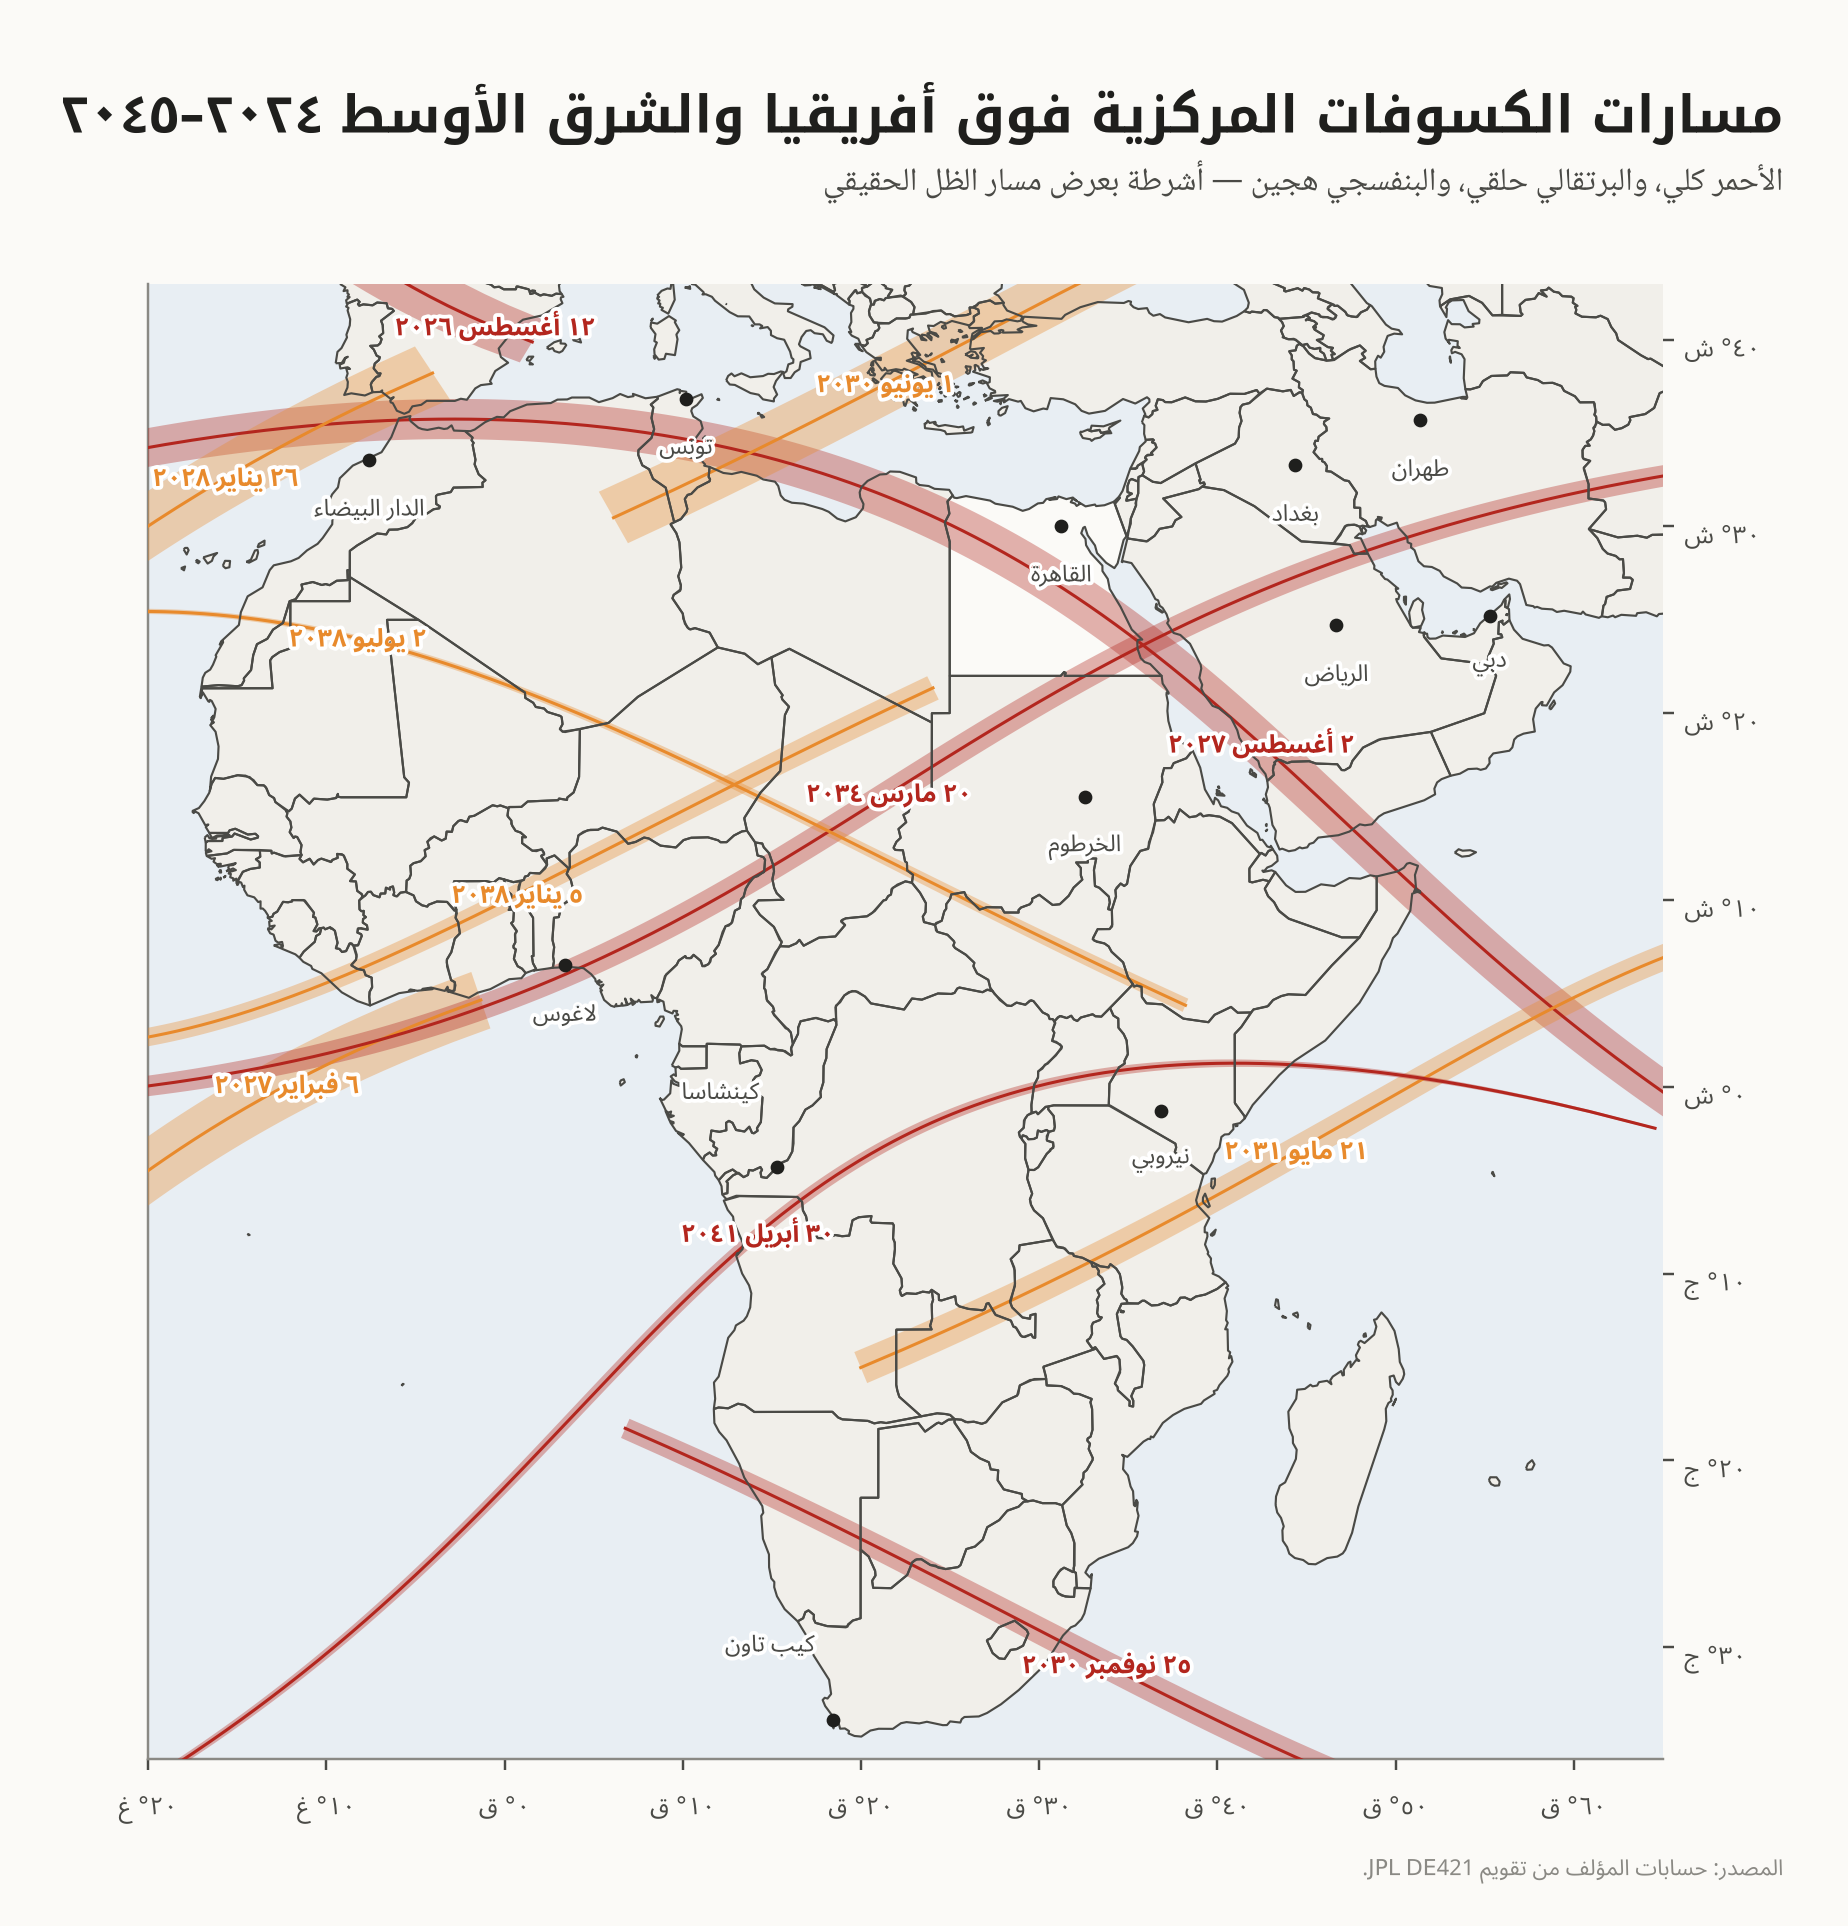 مسارات الكسوفات المركزية فوق أفريقيا والشرق الأوسط ٢٠٢٤–٢٠٤٥
الأحمر كلي، والبرتقالي حلقي، والبنفسجي هجين — أشرطة بعرض مسار الظل الحقيقي
١٢ أغسطس ٢٠٢٦
٤٠° ش
١ يونيو ٢٠٣٠
تونس
طهران
٢٦ يناير ٢٠٢٨
الدار البيضاء
بغداد
٣٠° ش
القاهرة
٢ يوليو ٢٠٣٨
دبي
الرياض
٢٠° ش
٢ أغسطس ٢٠٢٧
٢٠ مارس ٢٠٣٤
الخرطوم
٥ يناير ٢٠٣٨
١٠° ش
لاغوس
٦ فبراير ٢٠٢٧
كينشاسا
٠° ش
٢١ مايو ٢٠٣١
نيروبي
٣٠ أبريل ٢٠٤١
١٠° ج
٢٠° ج
كيب تاون
٢٥ نوفمبر ٢٠٣٠
٣٠° ج
٢٠° غ
١٠° غ
٠° ق
١٠° ق
٢٠° ق
٣٠° ق
٤٠° ق
٥٠° ق
٦٠° ق
المصدر: حسابات المؤلف من تقويم JPL DE421.